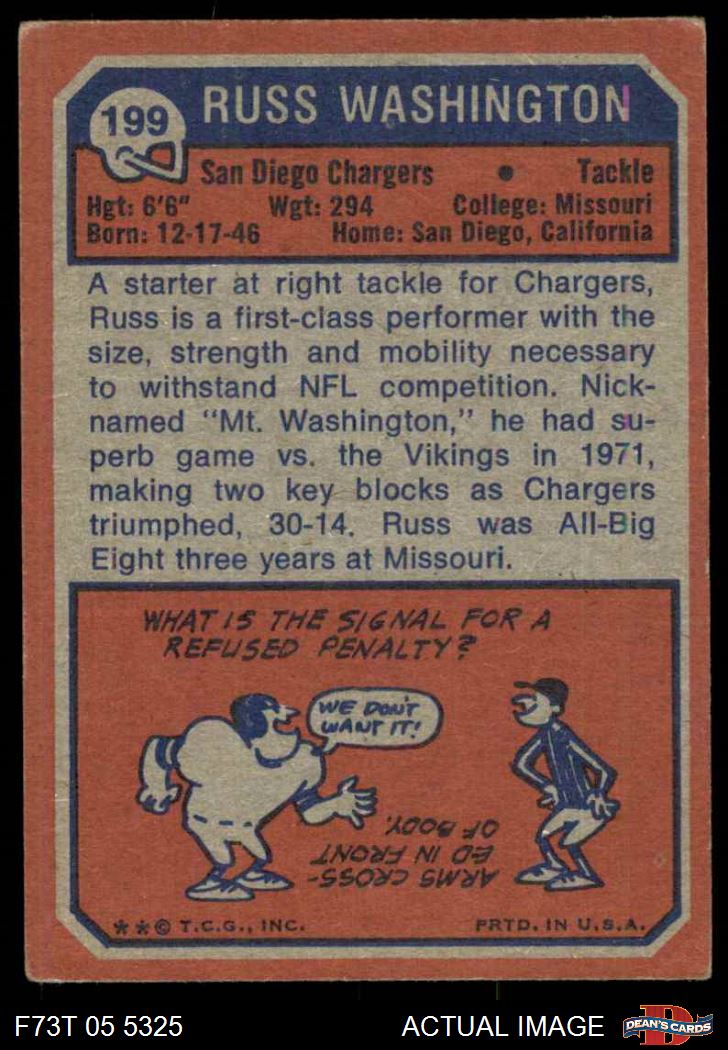 199
RUSS WASHINGTON
San Diego Chargers • Tackle
Hgt: 6'6" Wgt: 294 College: Missouri
Born: 12-17-46 Home: San Diego, California
A starter at right tackle for Chargers,
Russ is a first-class performer with the
size, strength and mobility necessary
to withstand NFL competition. Nick-
named "Mt. Washington," he had su-
perb game vs. the Vikings in 1971,
making two key blocks as Chargers
triumphed, 30-14. Russ was All-Big
Eight three years at Missouri.
WHAT IS THE SIGNAL FOR A
REFUSED PENALTY?
WE DON'T
WANT IT!
ARMS CROSS-
ED IN FRONT
OF BODY.
**© T.C.G., INC. PRTD. IN U.S.A.
F73T 05 5325 ACTUAL IMAGE
D
DEAN'S CARDS